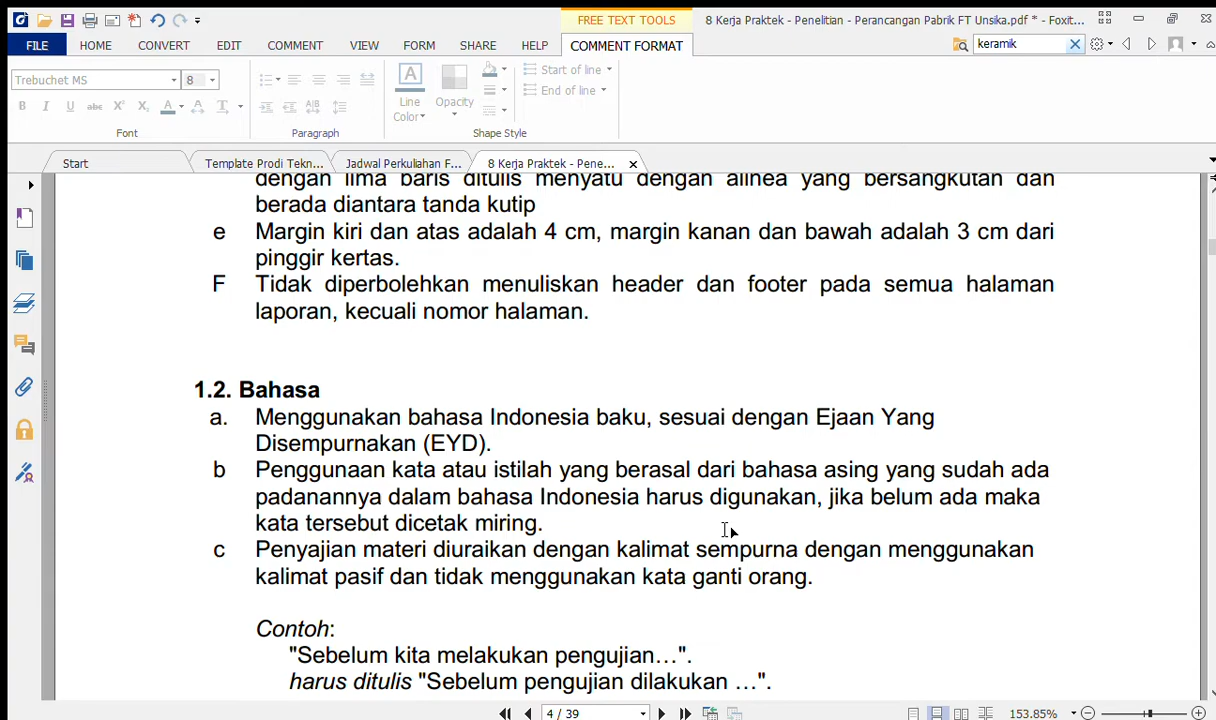 FREE TEXT TOOLS
8 Kerja Praktek - Penelitian - Perancangan Pabrik FT Unsika.pdf * - Foxit...
FILE HOME CONVERT EDIT COMMENT VIEW FORM SHARE HELP COMMENT FORMAT keramik
Trebuchet MS 8
Line Color
Opacity
Start of line
End of line
Font Paragraph Shape Style
Start Template Prodi Tekn... Jadwal Perkuliahan F... 8 Kerja Praktek - Pene...
dengan lima baris ditulis menyatu dengan alinea yang bersangkutan dan
berada diantara tanda kutip
e Margin kiri dan atas adalah 4 cm, margin kanan dan bawah adalah 3 cm dari
pinggir kertas.
F Tidak diperbolehkan menuliskan header dan footer pada semua halaman
laporan, kecuali nomor halaman.
1.2. Bahasa
a. Menggunakan bahasa Indonesia baku, sesuai dengan Ejaan Yang
Disempurnakan (EYD).
b Penggunaan kata atau istilah yang berasal dari bahasa asing yang sudah ada
padanannya dalam bahasa Indonesia harus digunakan, jika belum ada maka
kata tersebut dicetak miring.
c Penyajian materi diuraikan dengan kalimat sempurna dengan menggunakan
kalimat pasif dan tidak menggunakan kata ganti orang.
Contoh:
"Sebelum kita melakukan pengujian…".
harus ditulis "Sebelum pengujian dilakukan …".
4 / 39 153.85%